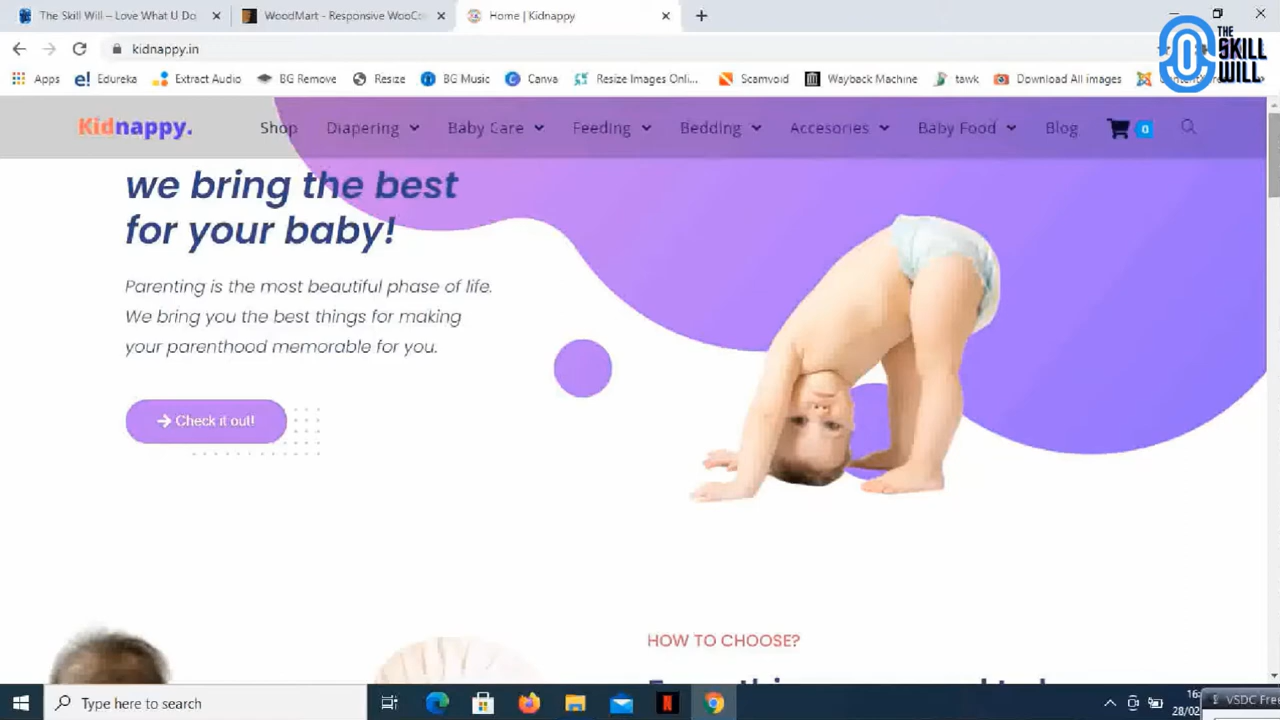 The Skill Will – Love What U Do
WoodMart - Responsive WooCo
Home | Kidnappy
THE SKILL WILL
kidnappy.in
Apps
Edureka
Extract Audio
BG Remove
Resize
BG Music
Canva
Resize Images Onl...
Scamvoid
Wayback Machine
tawk
Download All images
Kidnappy.
Shop
Diapering
Baby Care
Feeding
Bedding
Accesories
Baby Food
Blog
0
we bring the best
for your baby!
Parenting is the most beautiful phase of life.
We bring you the best things for making
your parenthood memorable for you.
Check it out!
HOW TO CHOOSE?
Type here to search
16:
28/02
VSDC Free